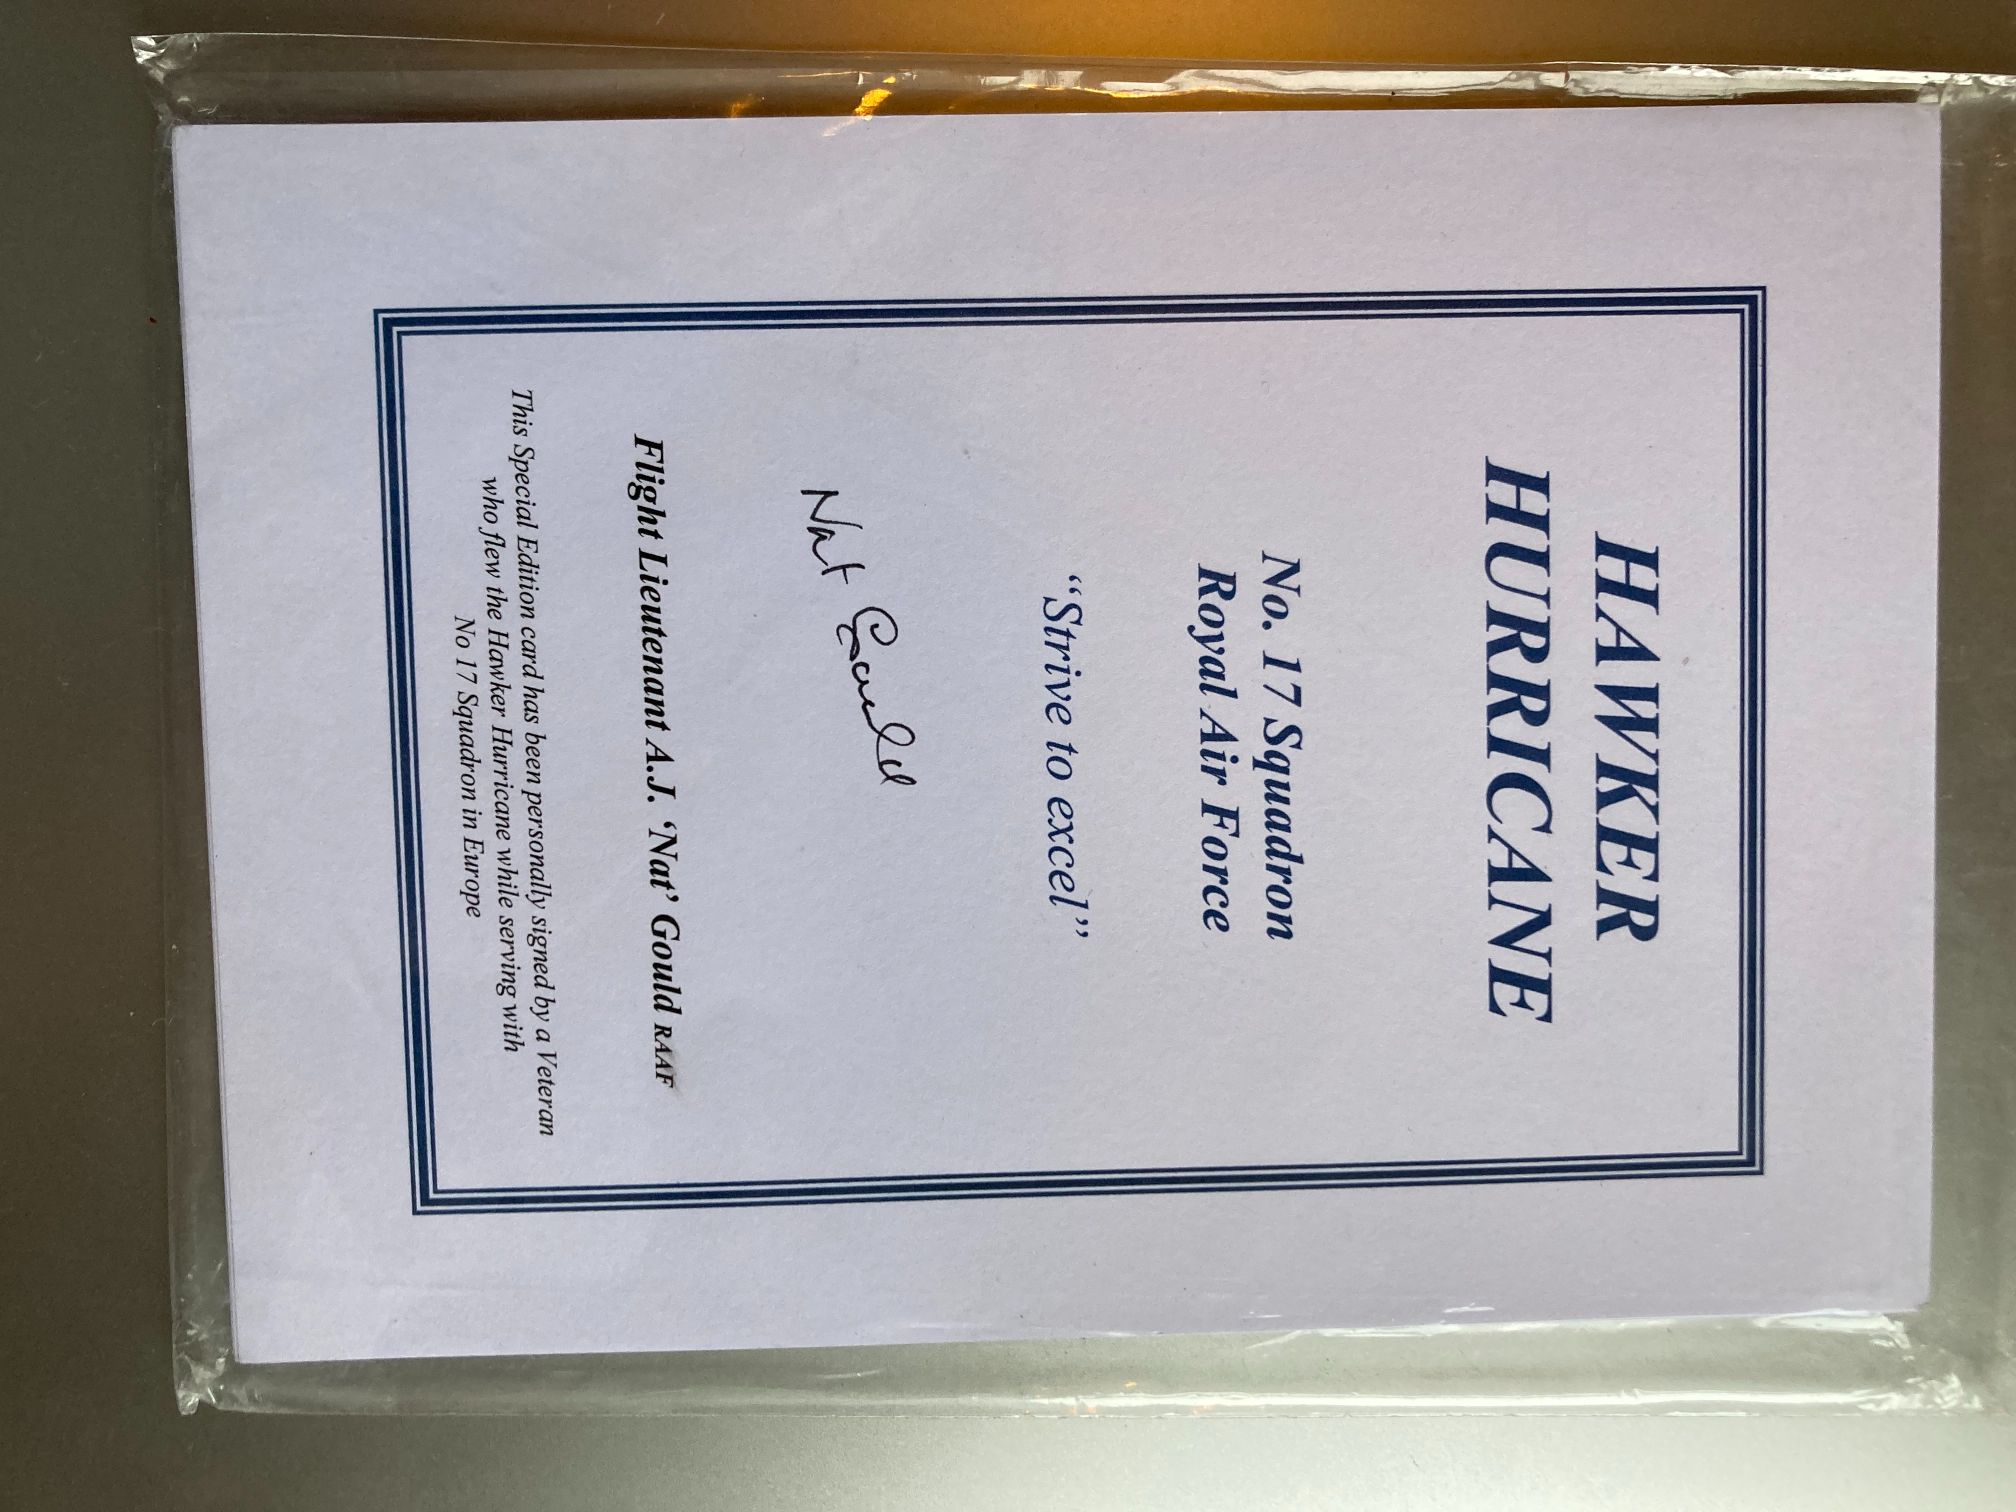 HAWKER
HURRICANE
No. 17 Squadron
Royal Air Force
“Strive to excel”
Nat Gould
Flight Lieutenant A.J. ‘Nat’ Gould RAAF
This Special Edition card has been personally signed by a Veteran
who flew the Hawker Hurricane while serving with
No 17 Squadron in Europe